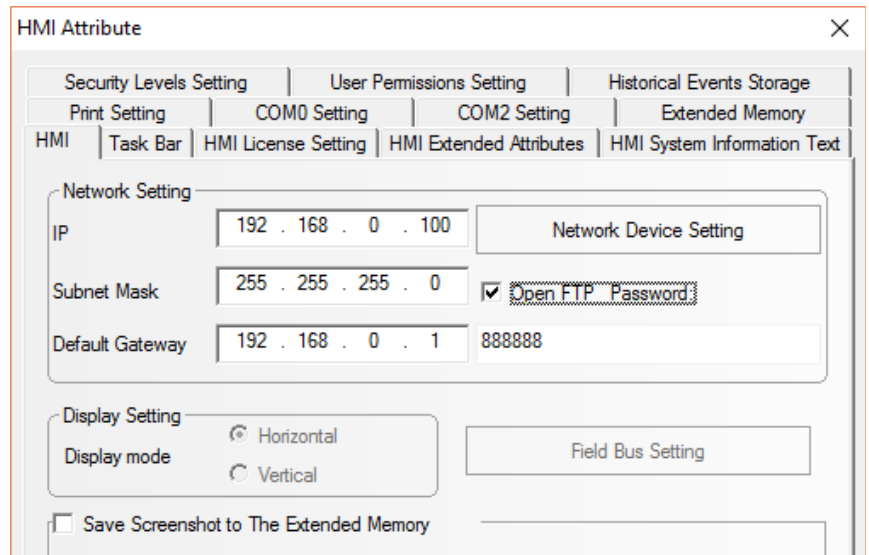 HMI Attribute
Security Levels Setting User Permissions Setting Historical Events Storage
Print Setting COM0 Setting COM2 Setting Extended Memory
HMI Task Bar HMI License Setting HMI Extended Attributes HMI System Information Text
Network Setting
IP 192 . 168 . 0 . 100 Network Device Setting
Subnet Mask 255 . 255 . 255 . 0 Open FTP Password:
Default Gateway 192 . 168 . 0 . 1 888888
Display Setting
Display mode Horizontal
Vertical
Field Bus Setting
Save Screenshot to The Extended Memory